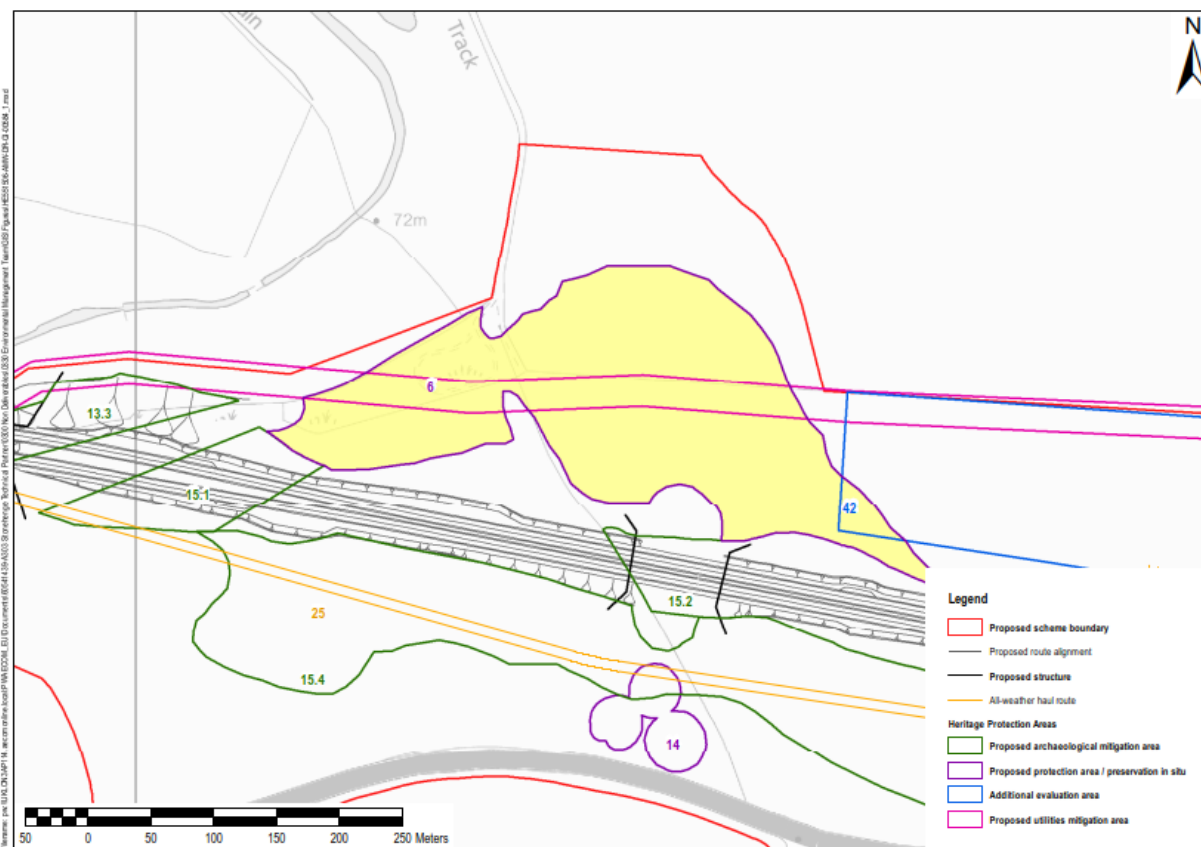 Track
N
72m
6
13.3
15.1
42
15.2
25
15.4
14
Legend
Proposed scheme boundary
Proposed route alignment
Proposed structure
All-weather haul route
Heritage Protection Areas
Proposed archaeological mitigation area
Proposed protection area / preservation in situ
Additional evaluation area
Proposed utilities mitigation area
50 0 50 100 150 200 250 Meters